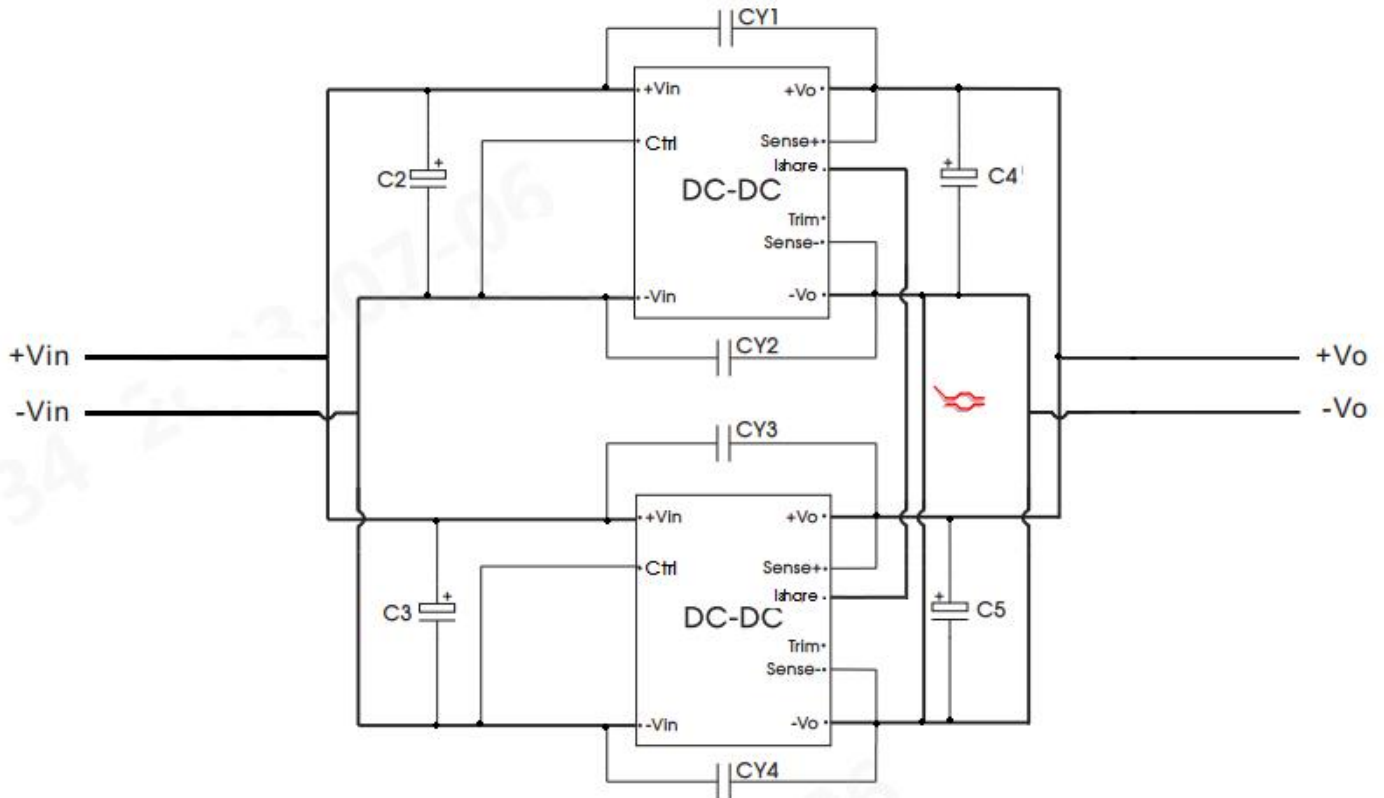 CY1
+Vin
+Vo
Ctrl
Sense+
Ishare
C2
DC-DC
C4
Trim
Sense-
-Vin
-Vo
CY2
+Vin
+Vo
-Vin
-Vo
CY3
+Vin
+Vo
Ctrl
Sense+
Ishare
C3
DC-DC
C5
Trim
Sense-
-Vin
-Vo
CY4